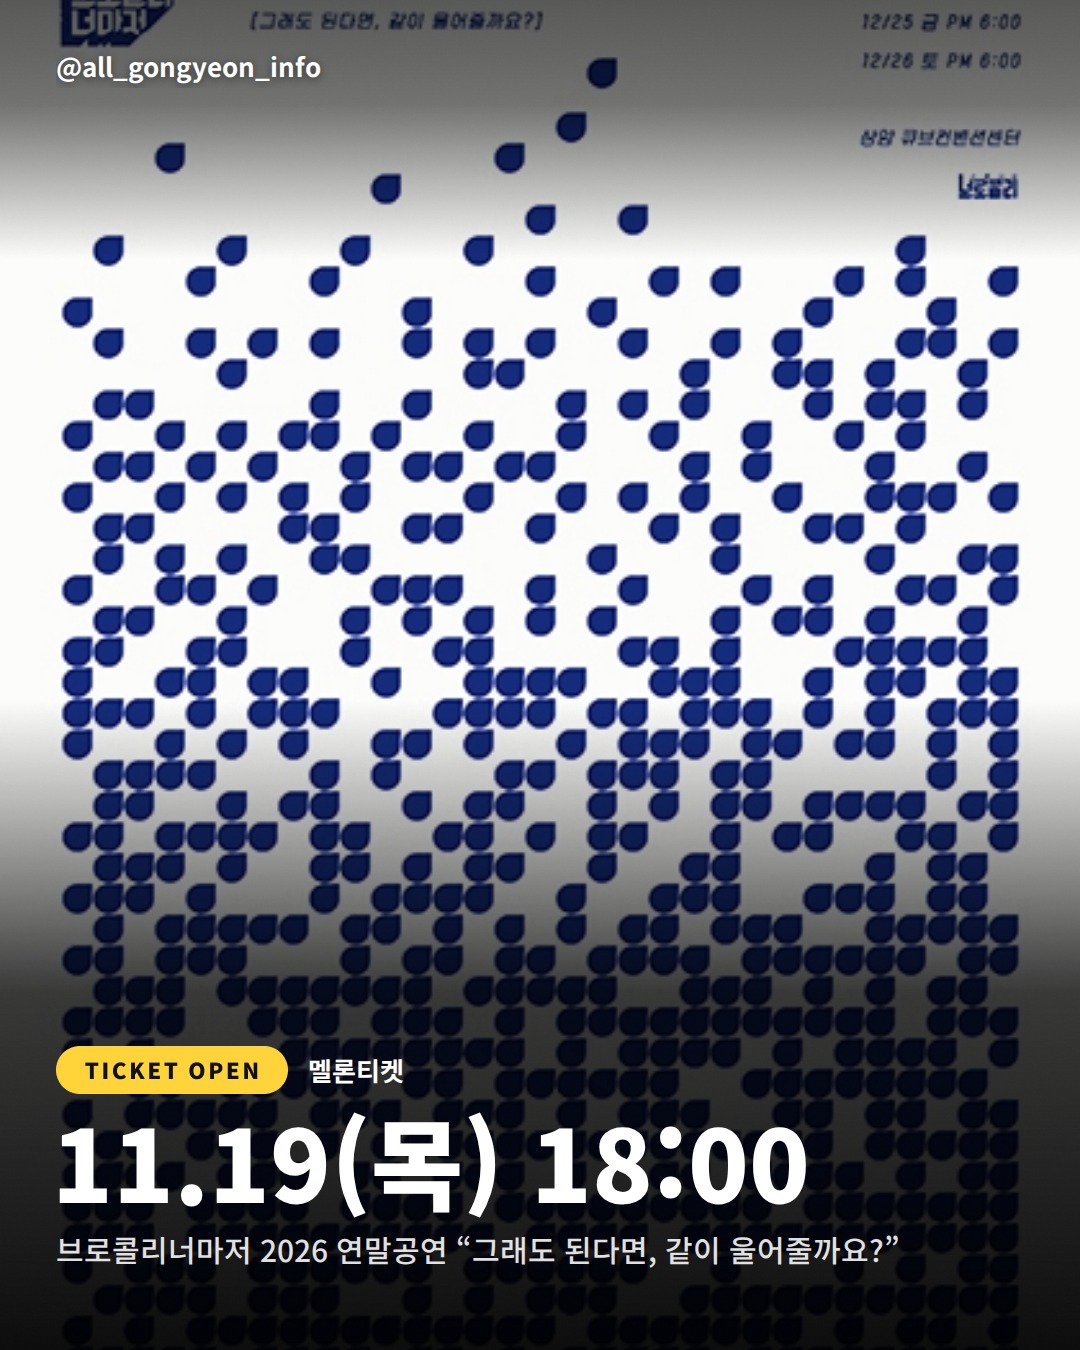 너마저
[그래도 된다면, 같이 울어줄까요?]
12/25 금 PM 6:00
12/26 토 PM 6:00
@all_gongyeon_info
상암 큐브컨벤션센터
TICKET OPEN
멜론티켓
11.19(목) 18:00
브로콜리너마저 2026 연말공연 “그래도 된다면, 같이 울어줄까요?”